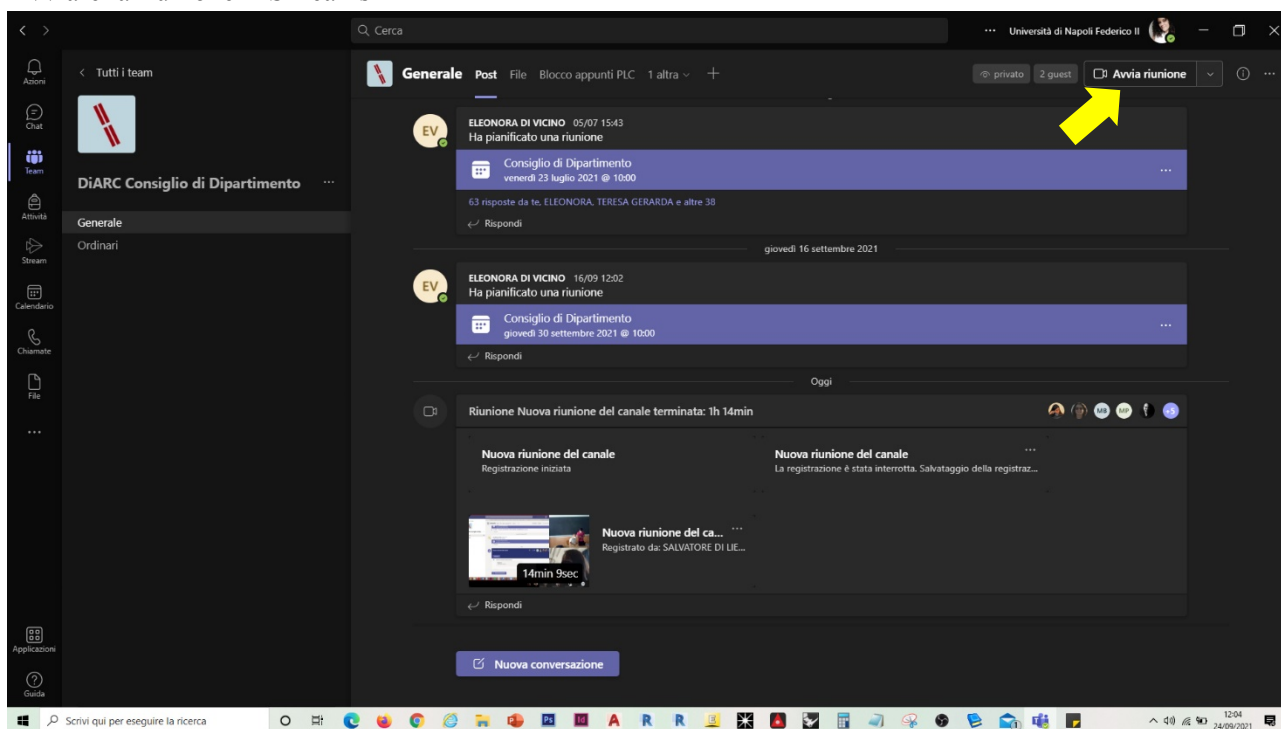 Cerca
Università di Napoli Federico II
Azioni
Chat
Team
Attività
Stream
Calendario
Chiamate
File
Applicazioni
Guida
Tutti i team
DiARC Consiglio di Dipartimento
Generale
Ordinari
Generale Post File Blocco appunti PLC 1 altra
privato 2 guest Avvia riunione
EV ELEONORA DI VICINO 05/07 15:43
Ha pianificato una riunione
Consiglio di Dipartimento
venerdì 23 luglio 2021 @ 10:00
63 risposte da te, ELEONORA, TERESA GERARDA e altre 38
Rispondi
giovedì 16 settembre 2021
EV ELEONORA DI VICINO 16/09 12:02
Ha pianificato una riunione
Consiglio di Dipartimento
giovedì 30 settembre 2021 @ 10:00
Rispondi
Oggi
Riunione Nuova riunione del canale terminata: 1h 14min
MB MP +5
Nuova riunione del canale
Registrazione iniziata
Nuova riunione del canale
La registrazione è stata interrotta. Salvataggio della registraz...
Nuova riunione del ca...
Registrato da: SALVATORE DI LIE...
14min 9sec
Rispondi
Nuova conversazione
Scrivi qui per eseguire la ricerca
Ps Id A R R
12:04
24/09/2021